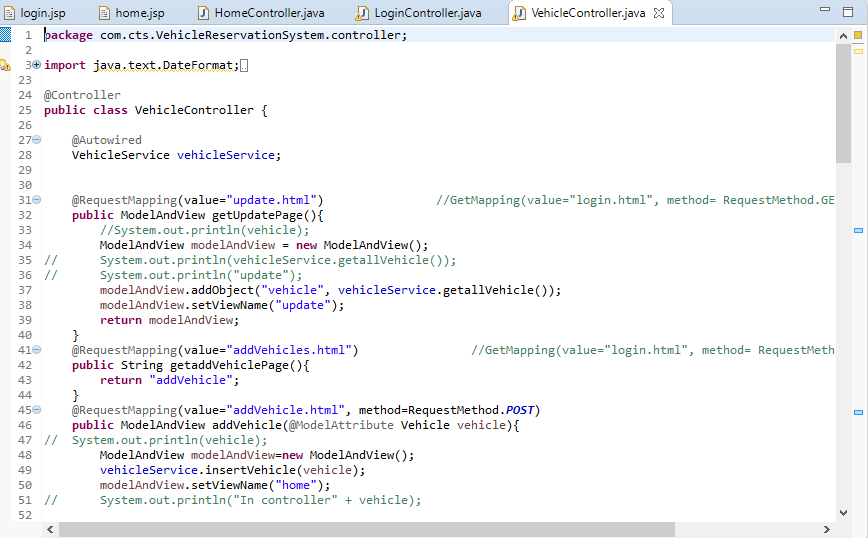 login.jsp home.jsp HomeController.java LoginController.java VehicleController.java
1 package com.cts.VehicleReservationSystem.controller;
2
3 import java.text.DateFormat;
23
24 @Controller
25 public class VehicleController {
26
27 @Autowired
28 VehicleService vehicleService;
29
30
31 @RequestMapping(value="update.html") //GetMapping(value="login.html", method= RequestMethod.GE
32 public ModelAndView getUpdatePage(){
33 //System.out.println(vehicle);
34 ModelAndView modelAndView = new ModelAndView();
35 // System.out.println(vehicleService.getallVehicle());
36 // System.out.println("update");
37 modelAndView.addObject("vehicle", vehicleService.getallVehicle());
38 modelAndView.setViewName("update");
39 return modelAndView;
40 }
41 @RequestMapping(value="addVehicles.html") //GetMapping(value="login.html", method= RequestMeth
42 public String getaddVehiclePage(){
43 return "addVehicle";
44 }
45 @RequestMapping(value="addVehicle.html", method=RequestMethod.POST)
46 public ModelAndView addVehicle(@ModelAttribute Vehicle vehicle){
47 // System.out.println(vehicle);
48 ModelAndView modelAndView=new ModelAndView();
49 vehicleService.insertVehicle(vehicle);
50 modelAndView.setViewName("home");
51 // System.out.println("In controller" + vehicle);
52